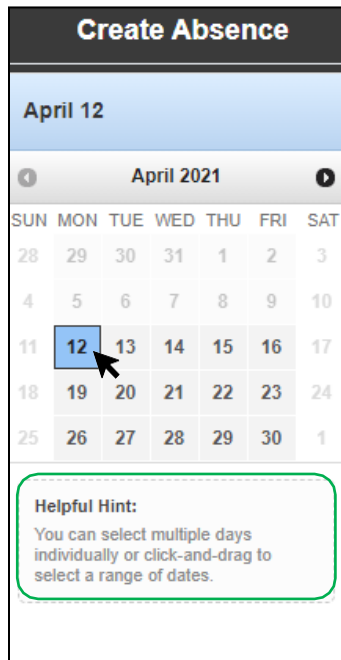 Create Absence
April 12
April 2021
SUN MON TUE WED THU FRI SAT
28 29 30 31 1 2 3
4 5 6 7 8 9 10
11 12 13 14 15 16 17
18 19 20 21 22 23 24
25 26 27 28 29 30 1
Helpful Hint:
You can select multiple days
individually or click-and-drag to
select a range of dates.